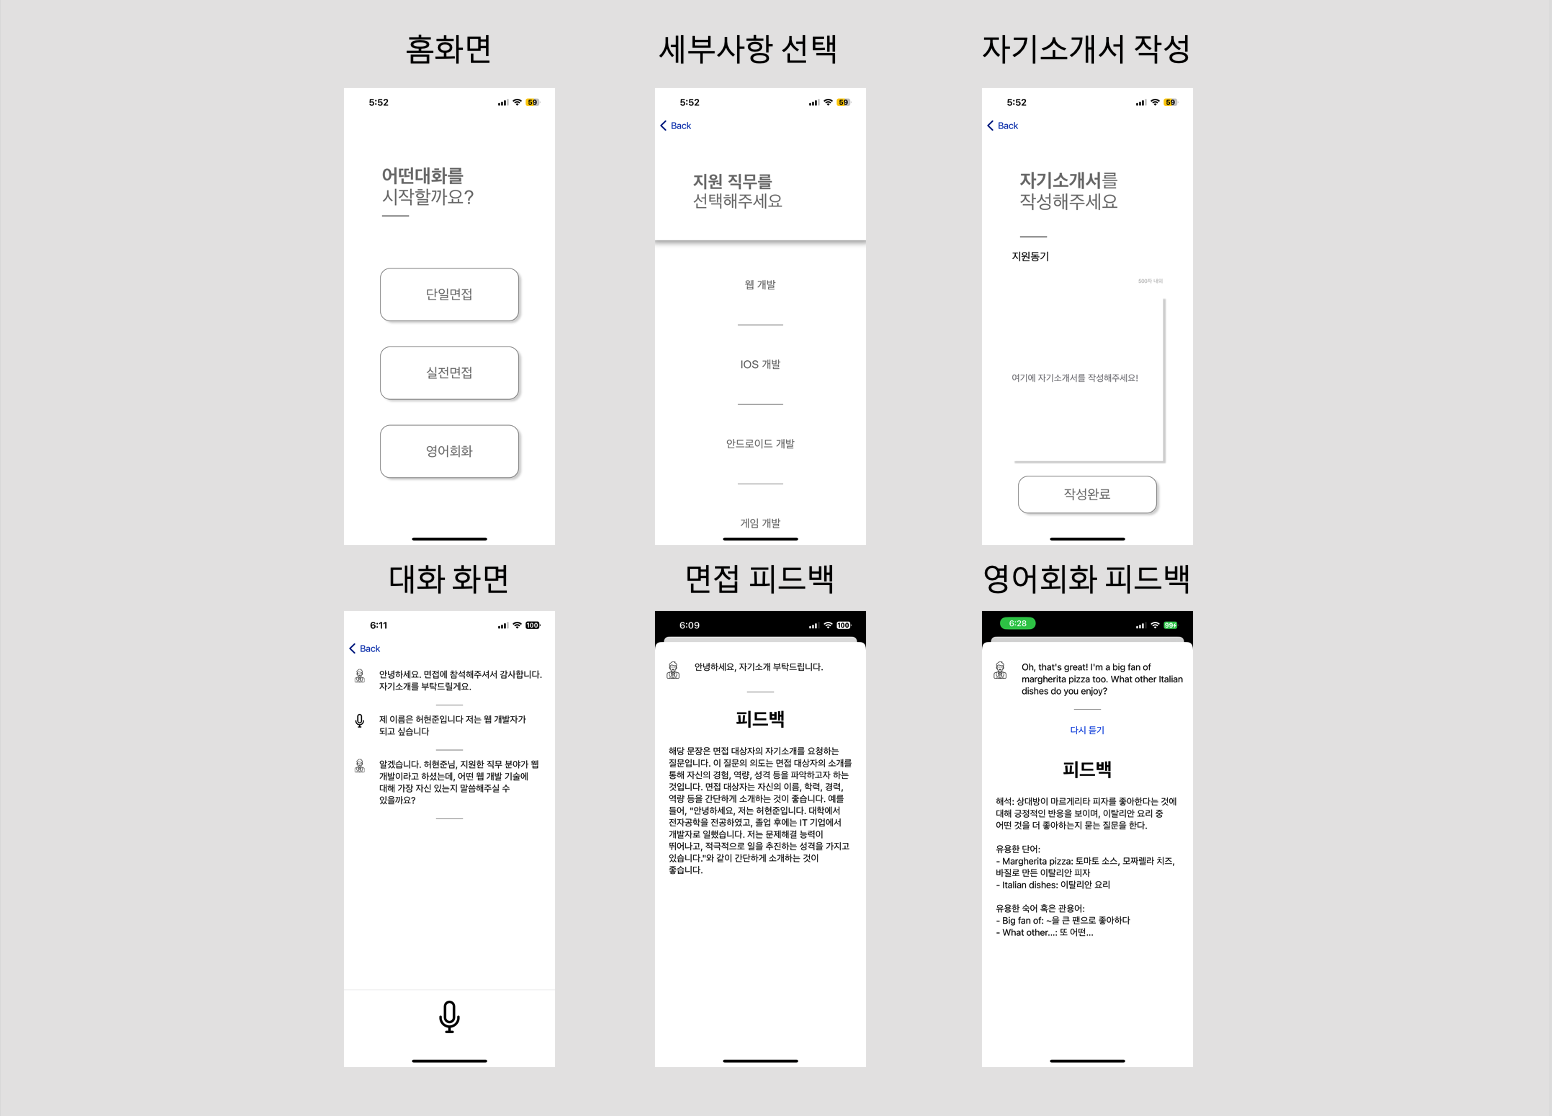 홈화면
세부사항 선택
자기소개서 작성
5:52
59
어떤대화를
시작할까요?
단일면접
실전면접
영어회화
5:52
59
Back
지원 직무를
선택해주세요
웹 개발
IOS 개발
안드로이드 개발
게임 개발
5:52
59
Back
자기소개서를
작성해주세요
지원동기
500자 내외
여기에 자기소개서를 작성해주세요!
작성완료
대화 화면
면접 피드백
영어회화 피드백
6:11
100
Back
안녕하세요. 면접에 참석해주셔서 감사합니다.
자기소개를 부탁드릴게요.
제 이름은 허현준입니다 저는 웹 개발자가
되고 싶습니다
알겠습니다. 허현준님, 지원한 직무 분야가 웹
개발이라고 하셨는데, 어떤 웹 개발 기술에
대해 가장 자신 있는지 말씀해주실 수
있을까요?
6:09
100
안녕하세요, 자기소개 부탁드립니다.
피드백
해당 문장은 면접 대상자의 자기소개를 요청하는
질문입니다. 이 질문의 의도는 면접 대상자의 소개를
통해 자신의 경험, 역량, 성격 등을 파악하고자 하는
것입니다. 면접 대상자는 자신의 이름, 학력, 경력,
역량 등을 간단하게 소개하는 것이 좋습니다. 예를
들어, "안녕하세요, 저는 허현준입니다. 대학에서
전자공학을 전공하였고, 졸업 후에는 IT 기업에서
개발자로 일했습니다. 저는 문제해결 능력이
뛰어나고, 적극적으로 일을 추진하는 성격을 가지고
있습니다."와 같이 간단하게 소개하는 것이
좋습니다.
6:28
99+
Oh, that's great! I'm a big fan of
margherita pizza too. What other Italian
dishes do you enjoy?
다시 듣기
피드백
해석: 상대방이 마르게리타 피자를 좋아한다는 것에
대해 긍정적인 반응을 보이며, 이탈리안 요리 중
어떤 것을 더 좋아하는지 묻는 질문을 한다.
유용한 단어:
- Margherita pizza: 토마토 소스, 모짜렐라 치즈,
바질로 만든 이탈리안 피자
- Italian dishes: 이탈리안 요리
유용한 숙어 혹은 관용어:
- Big fan of: ~을 큰 팬으로 좋아하다
- What other...: 또 어떤...